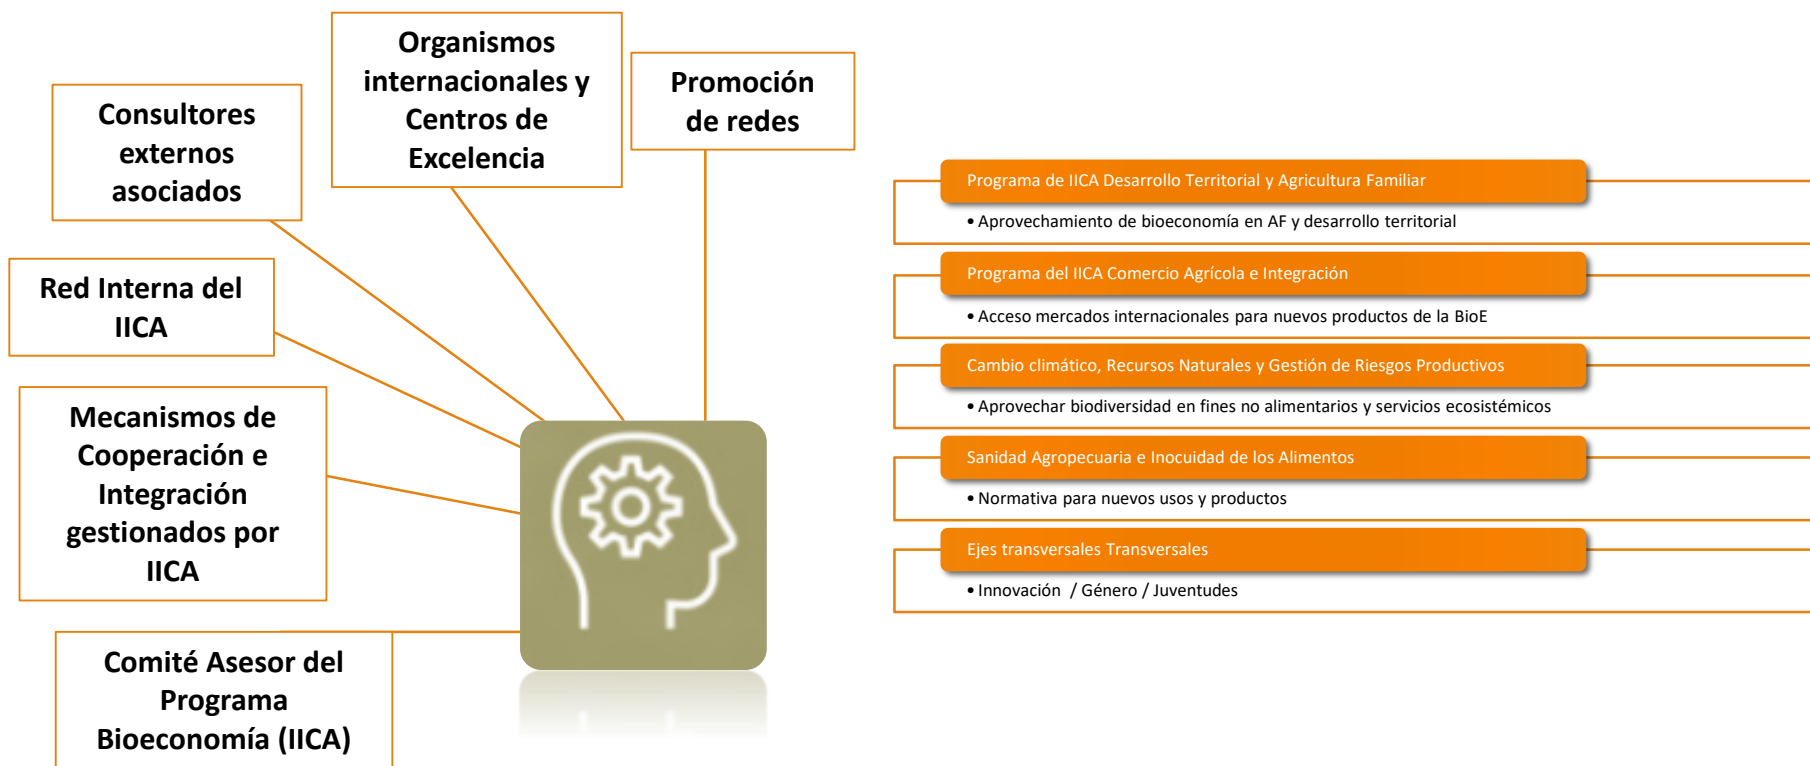 Organismos
internacionales y
Centros de
Excelencia
Promoción
de redes
Consultores
externos
asociados
Red Interna del
IICA
Mecanismos de
Cooperación e
Integración
gestionados por
IICA
Comité Asesor del
Programa
Bioeconomía (IICA)
Programa de IICA Desarrollo Territorial y Agricultura Familiar
• Aprovechamiento de bioeconomía en AF y desarrollo territorial
Programa del IICA Comercio Agrícola e Integración
• Acceso mercados internacionales para nuevos productos de la BioE
Cambio climático, Recursos Naturales y Gestión de Riesgos Productivos
• Aprovechar biodiversidad en fines no alimentarios y servicios ecosistémicos
Sanidad Agropecuaria e Inocuidad de los Alimentos
• Normativa para nuevos usos y productos
Ejes transversales Transversales
• Innovación / Género / Juventudes